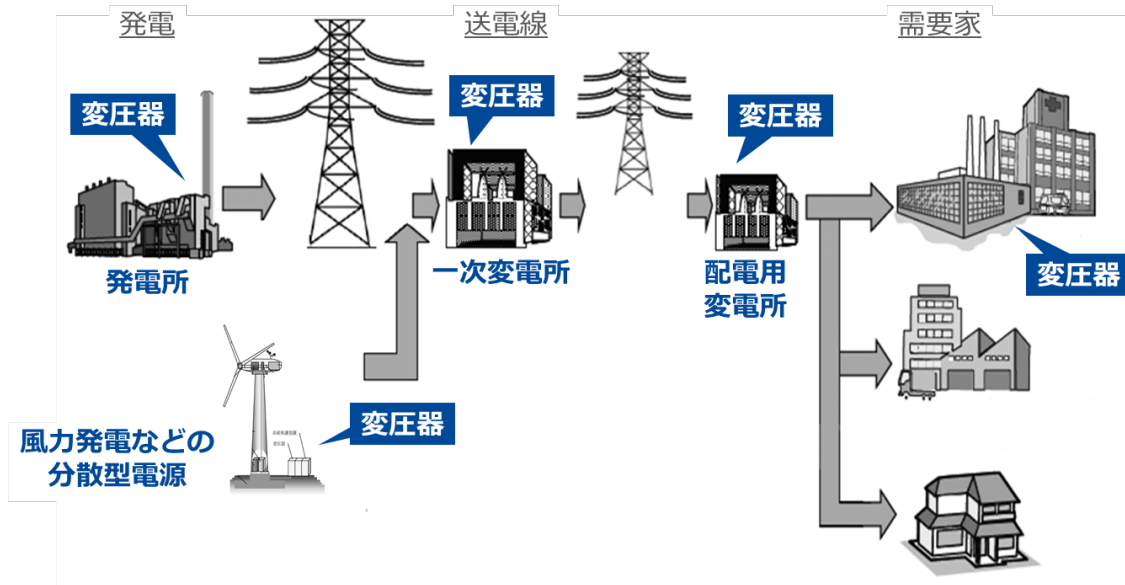 発電
送電線
需要家
変圧器
変圧器
変圧器
発電所
一次変電所
配電用
変電所
変圧器
風力発電などの
分散型電源
変圧器